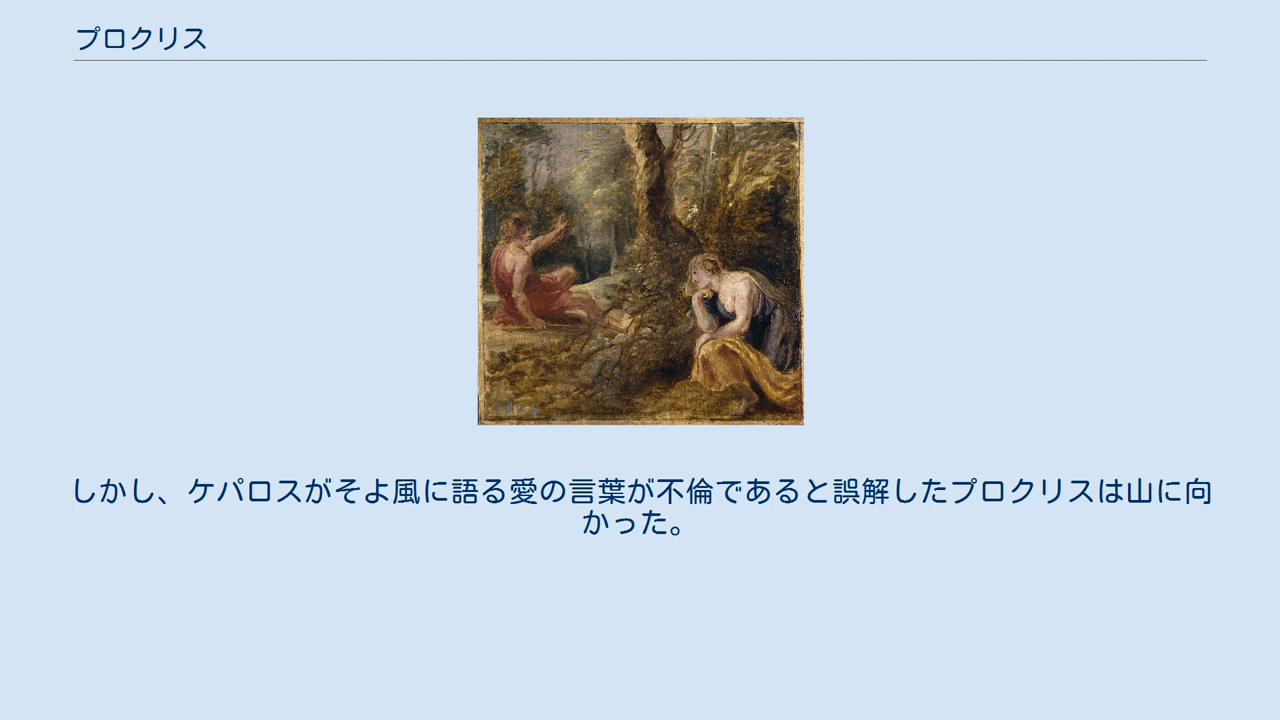 プロクリス
しかし、ケパロスがそよ風に語る愛の言葉が不倫であると誤解したプロクリスは山に向
かった。